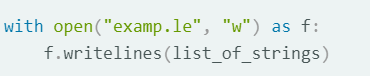 with open("examp.le", "w") as f:
    f.writelines(list_of_strings)